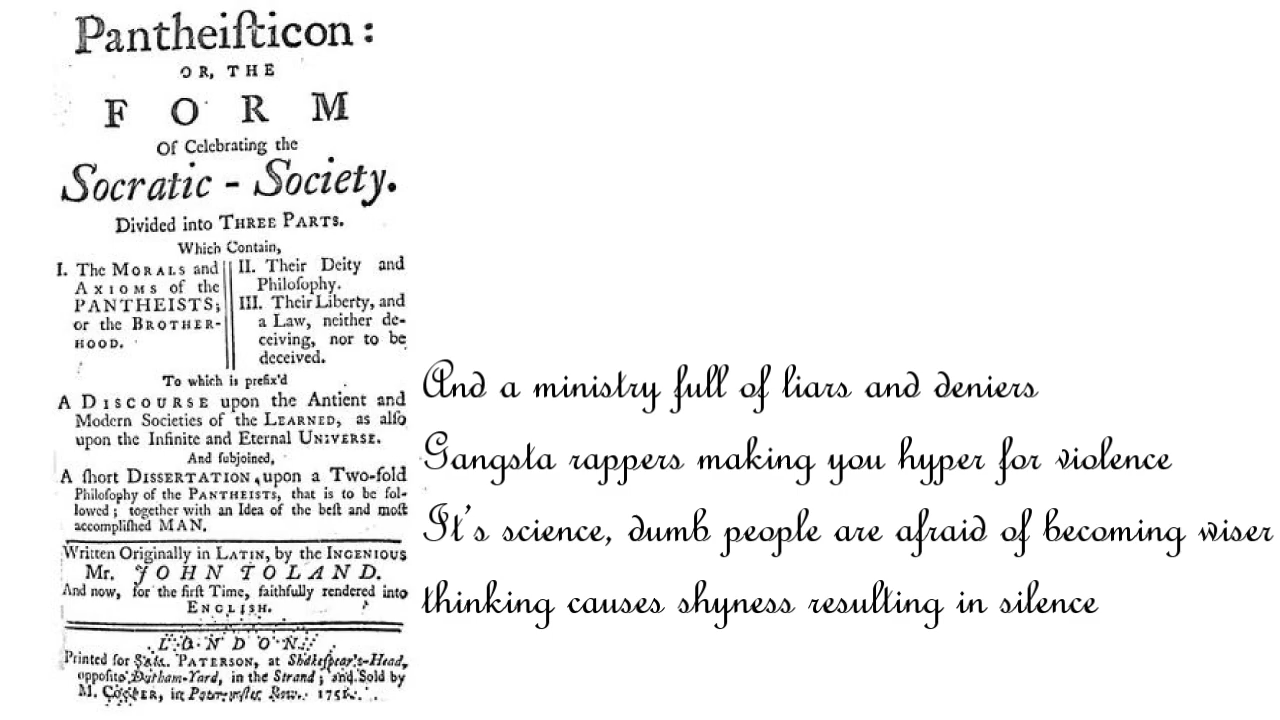 Pantheiſticon:
OR, THE
FORM
Of Celebrating the
Socratic-Society.
Divided into THREE PARTS.
Which Contain,
I. The MORALS and
AXIOMS of the
PANTHEISTS;
or the BROTHER-
HOOD.
II. Their Deity and
Philoſophy.
III. Their Liberty, and
a Law, neither de-
ceiving, nor to be
deceived.
To which is prefix'd
A DISCOURSE upon the Antient and
Modern Societies of the LEARNED, as alſo
upon the Infinite and Eternal UNIVERSE.
And ſubjoined,
A ſhort DISSERTATION upon a Two-fold
Philoſophy of the PANTHEISTS, that is to be fol-
lowed; together with an Idea of the beſt and moſt
accompliſhed MAN.
Written Originally in LATIN, by the INGENIOUS
Mr. JOHN TOLAND.
And now, for the firſt Time, faithfully rendered into
ENGLISH.
LONDON:
Printed for SAM. PATERSON, at Shakeſpear's-Head,
oppoſite Durham-Yard, in the Strand; and Sold by
M. COOPER, in Pater-noſter Row.
And a ministry full of liars and deniers
Gangsta rappers making you hyper for violence
It's science, dumb people are afraid of becoming wiser
thinking causes shyness resulting in silence